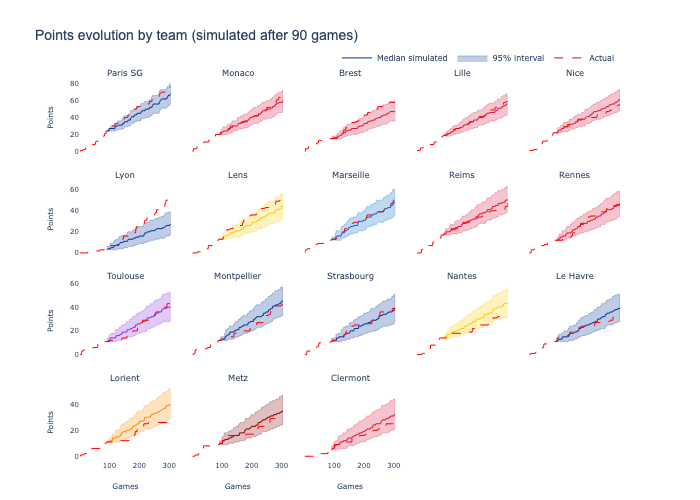 Points evolution by team (simulated after 90 games)
Median simulated 95% interval Actual
Paris SG Monaco Brest Lille Nice
80
60
40
20
0
Points
Lyon Lens Marseille Reims Rennes
60
40
20
0
Points
Toulouse Montpellier Strasbourg Nantes Le Havre
60
40
20
0
Points
Lorient Metz Clermont
40
20
0
Points
100 200 300 100 200 300 100 200 300
Games Games Games